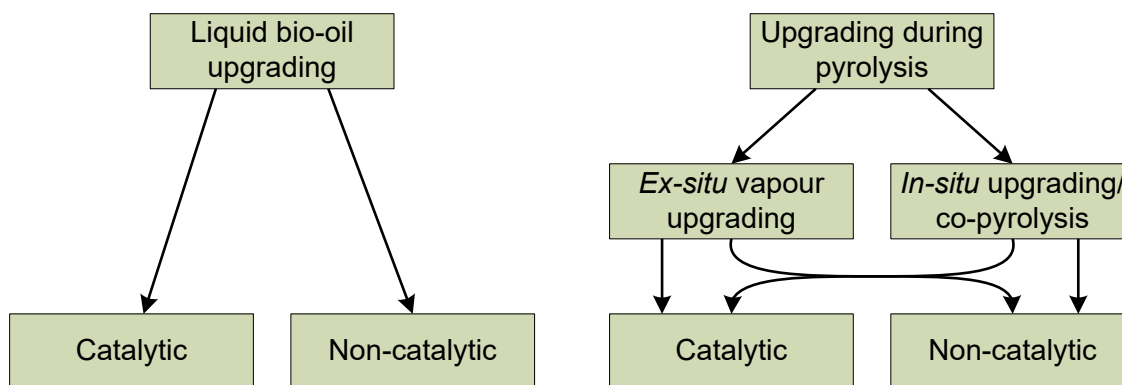 Liquid bio-oil
upgrading
Upgrading during
pyrolysis
Ex-situ vapour
upgrading
In-situ upgrading/
co-pyrolysis
Catalytic
Non-catalytic
Catalytic
Non-catalytic